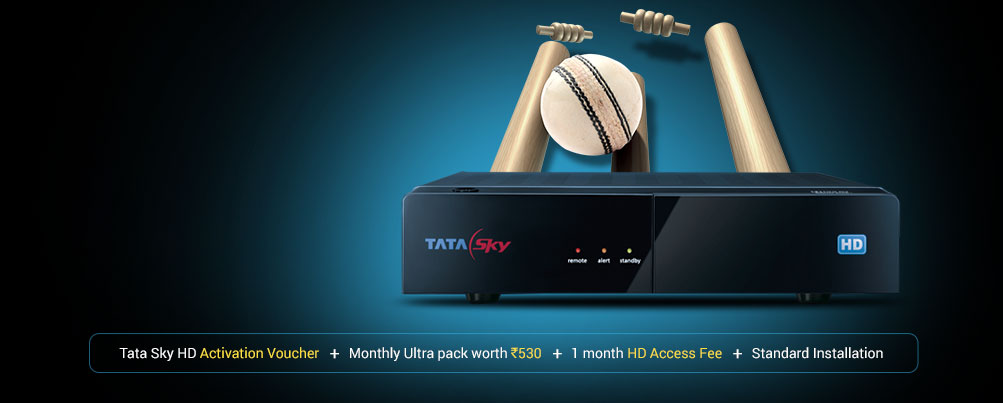 TATA Sky
remote alert standby
HD
Tata Sky HD Activation Voucher + Monthly Ultra pack worth ₹530 + 1 month HD Access Fee + Standard Installation